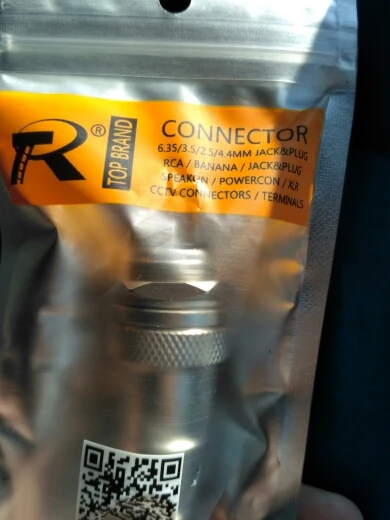 R®
TOP BRAND
CONNECTOR
6.35/3.5/2.5/4.4MM JACK&PLUG
RCA / BANANA / JACK&PLUG
SPEAKON / POWERCON / XLR
CCTV CONNECTORS / TERMINALS